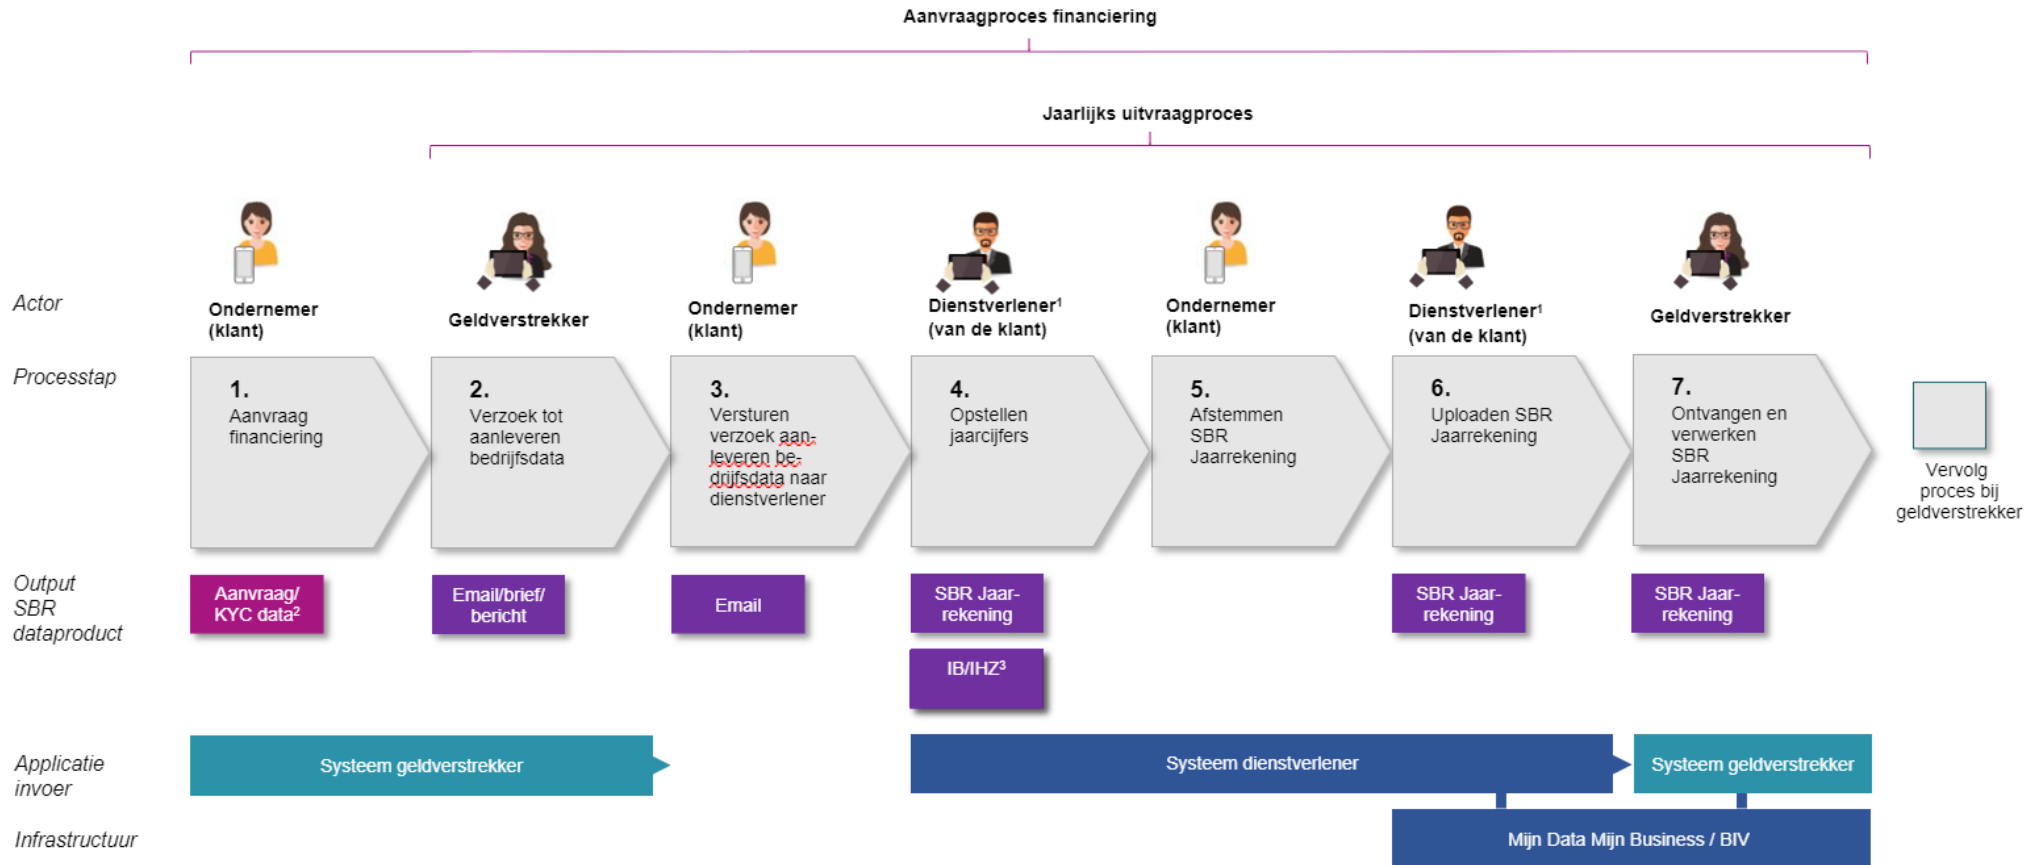 Aanvraagproces financiering
Jaarlijks uitvraagproces
Actor
Ondernemer
(klant)
Geldverstrekker
Ondernemer
(klant)
Dienstverlener¹
(van de klant)
Ondernemer
(klant)
Dienstverlener¹
(van de klant)
Geldverstrekker
Processtap
1.
Aanvraag
financiering
2.
Verzoek tot
aanleveren
bedrijfsdata
3.
Versturen
verzoek aan-
leveren be-
drijfsdata naar
dienstverlener
4.
Opstellen
jaarcijfers
5.
Afstemmen
SBR
Jaarrekening
6.
Uploaden SBR
Jaarrekening
7.
Ontvangen en
verwerken
SBR
Jaarrekening
Vervolg
proces bij
geldverstrekker
Output
SBR
dataproduct
Aanvraag/
KYC data²
Email/brief/
bericht
Email
SBR Jaar-
rekening
IB/IHZ³
SBR Jaar-
rekening
SBR Jaar-
rekening
Applicatie
invoer
Systeem geldverstrekker
Systeem dienstverlener
Systeem geldverstrekker
Infrastructuur
Mijn Data Mijn Business / BIV